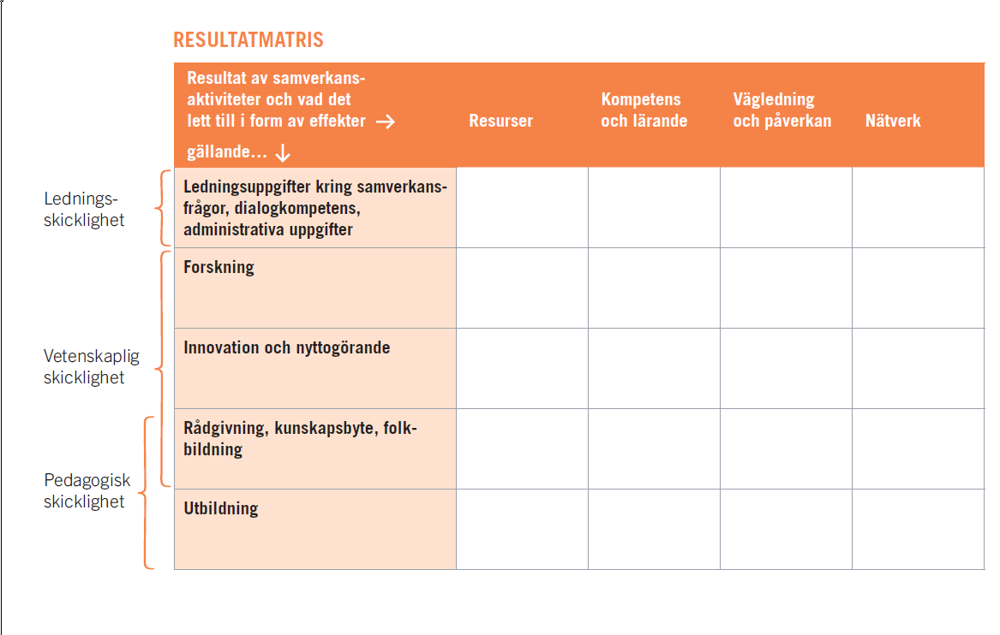 RESULTATMATRIS
Resultat av samverkans-
aktiviteter och vad det
lett till i form av effekter →
gällande... ↓
Resurser
Kompetens
och lärande
Vägledning
och påverkan
Nätverk
Lednings-
skicklighet
Ledningsuppgifter kring samverkans-
frågor, dialogkompetens,
administrativa uppgifter
Vetenskaplig
skicklighet
Forskning
Innovation och nyttogörande
Pedagogisk
skicklighet
Rådgivning, kunskapsbyte, folk-
bildning
Utbildning